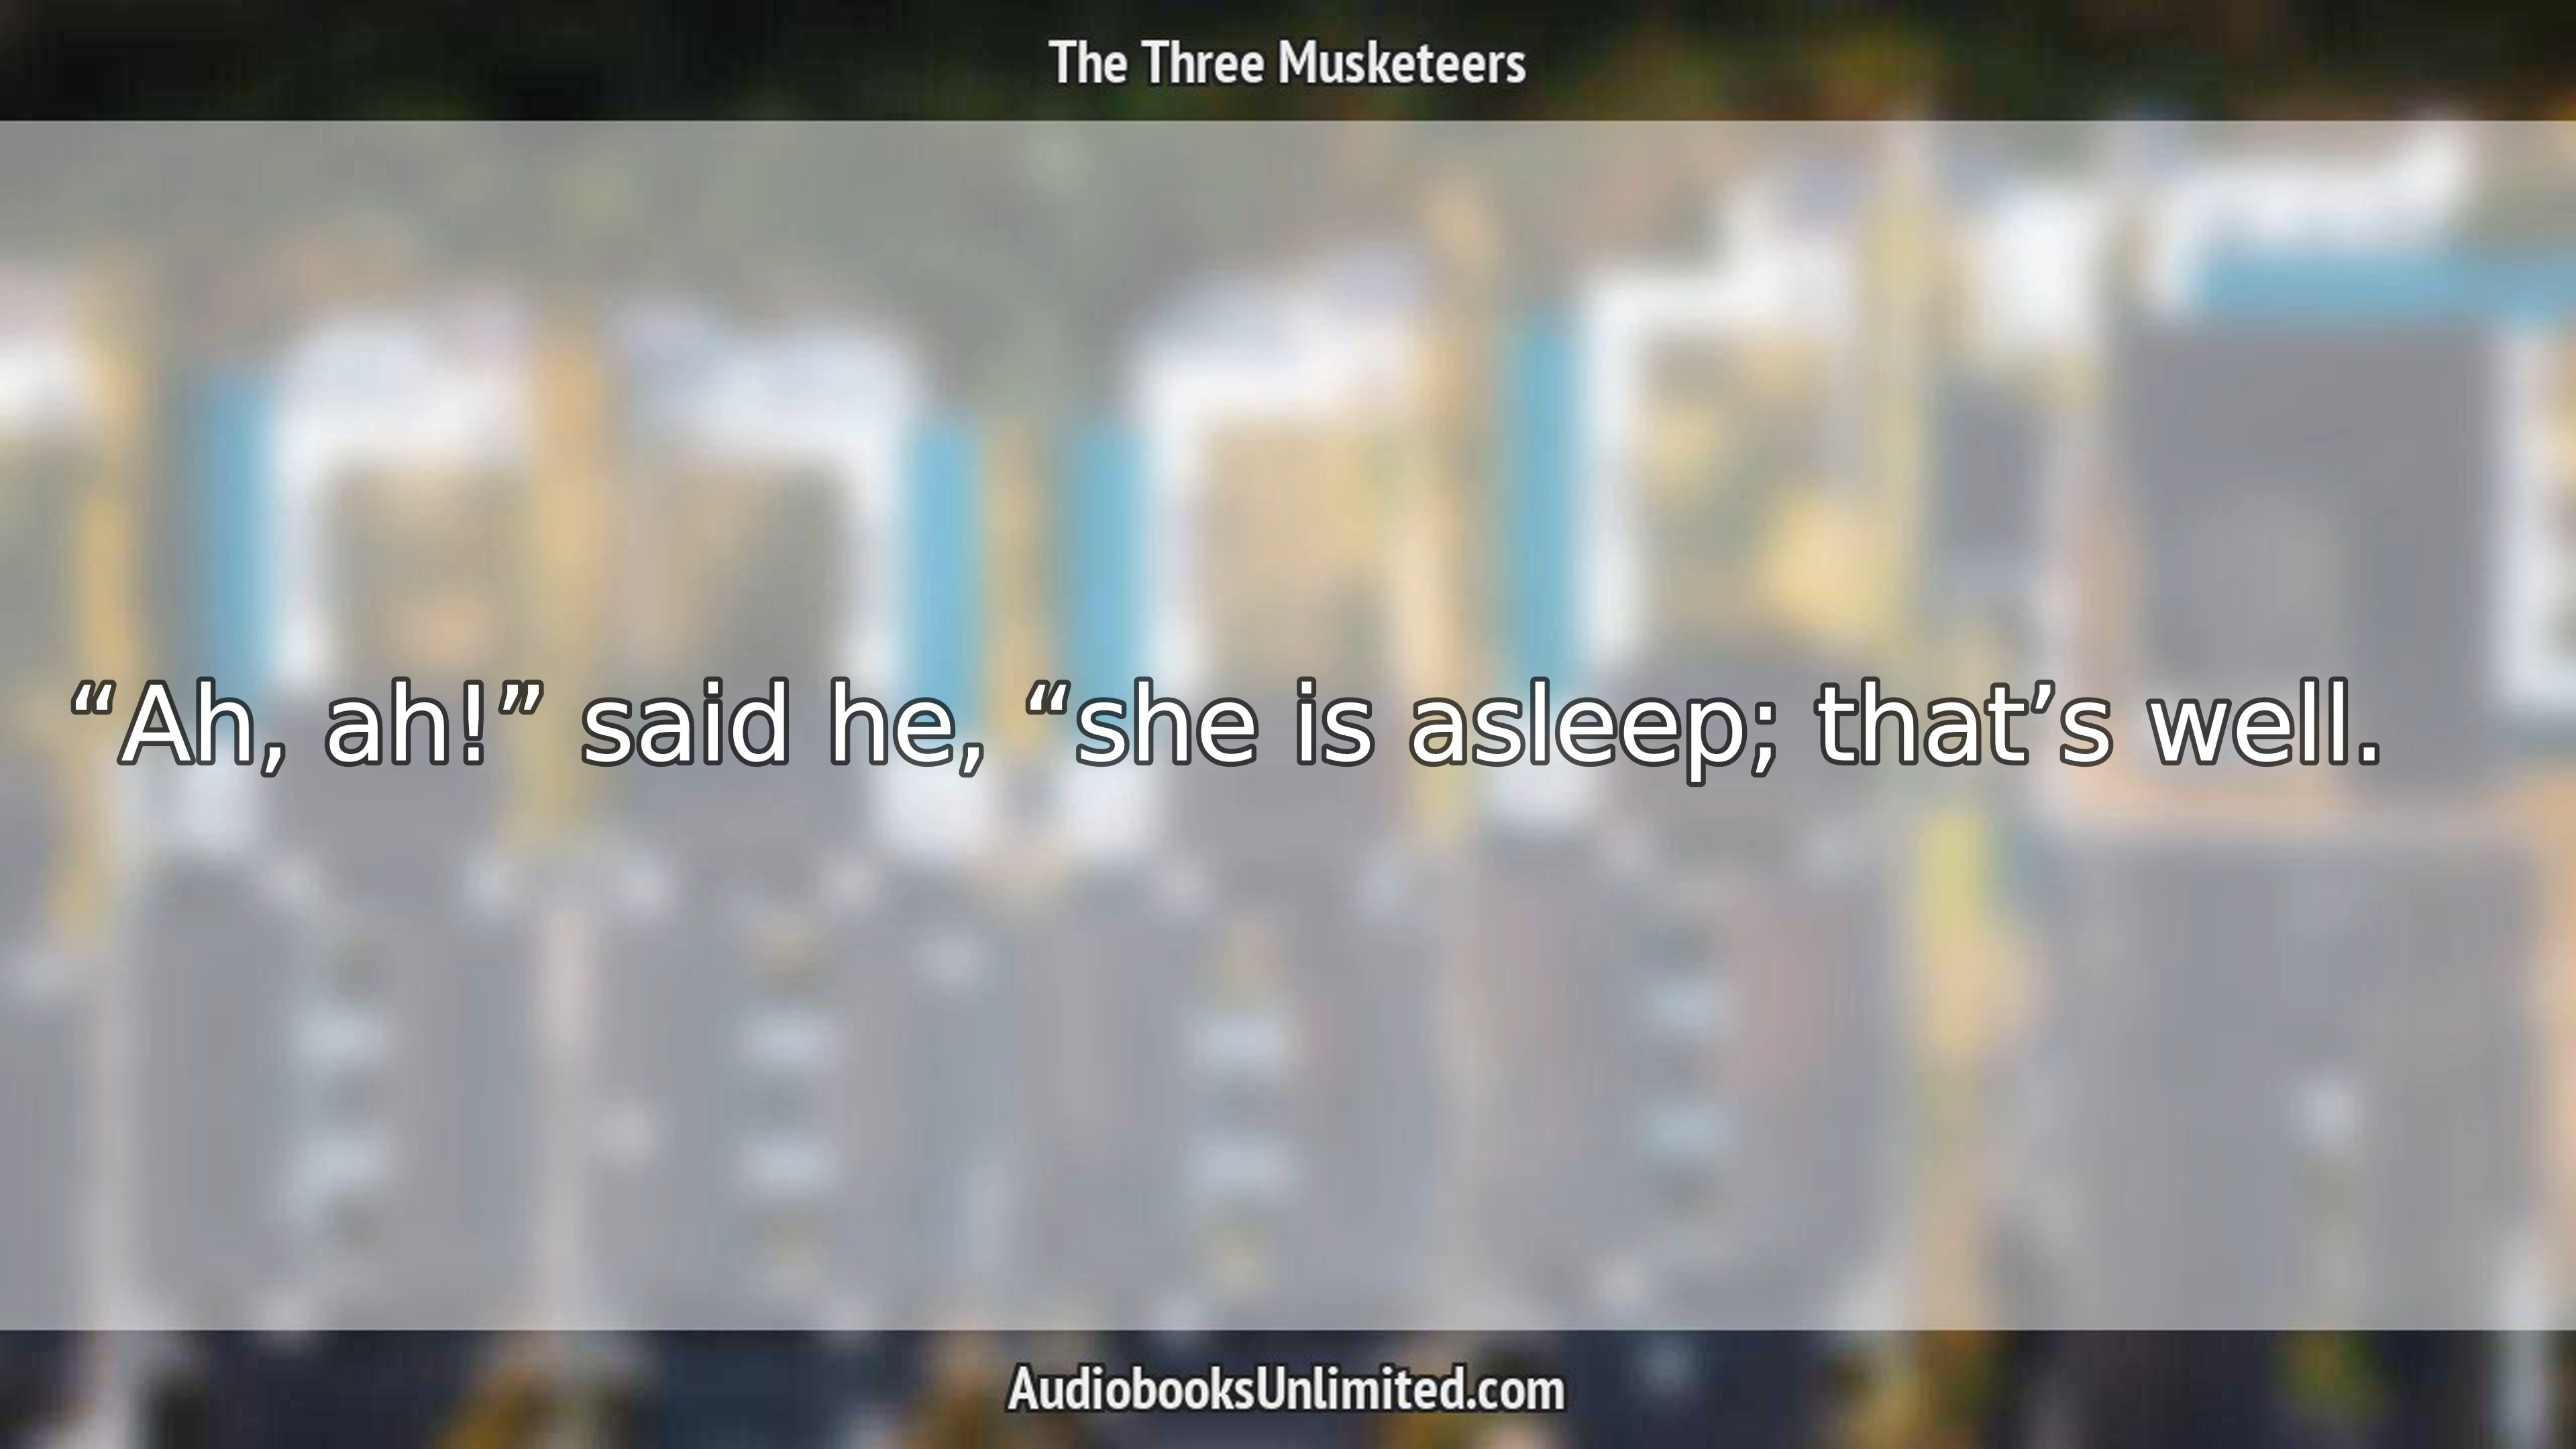 The Three Musketeers
“Ah, ah!” said he, “she is asleep; that’s well.
AudiobooksUnlimited.com